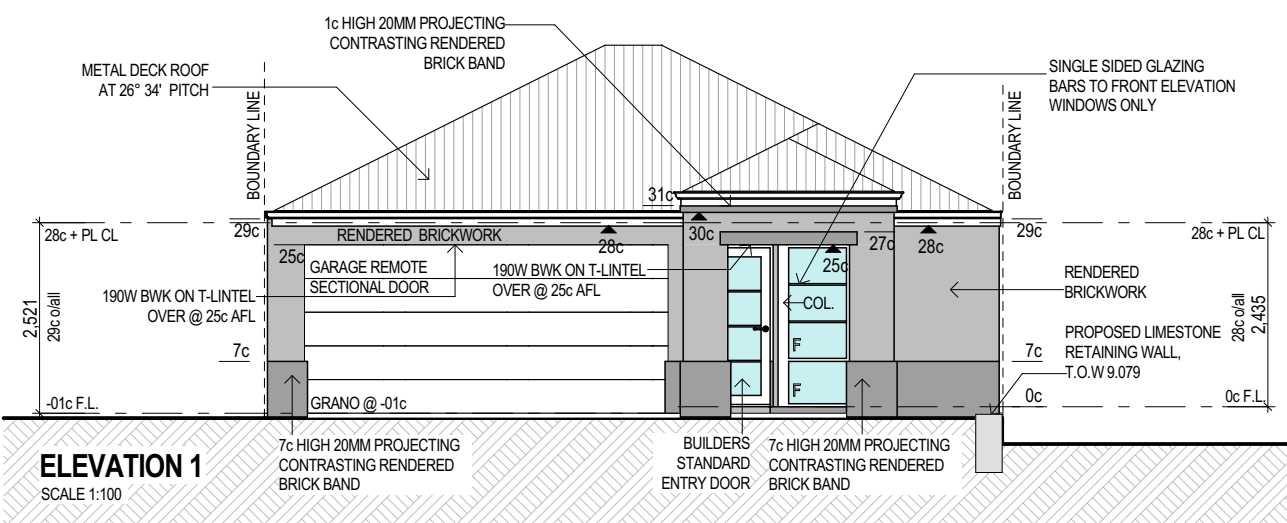 1c HIGH 20MM PROJECTING
CONTRASTING RENDERED
BRICK BAND
METAL DECK ROOF
AT 26° 34' PITCH
SINGLE SIDED GLAZING
BARS TO FRONT ELEVATION
WINDOWS ONLY
BOUNDARY LINE
BOUNDARY LINE
31c
28c + PL CL
29c
RENDERED BRICKWORK
28c
30c
27c
28c
29c
28c + PL CL
25c
GARAGE REMOTE
SECTIONAL DOOR
190W BWK ON T-LINTEL
OVER @ 25c AFL
25c
190W BWK ON T-LINTEL
OVER @ 25c AFL
COL.
RENDERED
BRICKWORK
2,521
29c o/all
28c o/all
2,435
PROPOSED LIMESTONE
RETAINING WALL,
T.O.W 9.079
7c
7c
F
F
-01c F.L.
GRANO @ -01c
0c
0c F.L.
7c HIGH 20MM PROJECTING
CONTRASTING RENDERED
BRICK BAND
BUILDERS
STANDARD
ENTRY DOOR
7c HIGH 20MM PROJECTING
CONTRASTING RENDERED
BRICK BAND
ELEVATION 1
SCALE 1:100